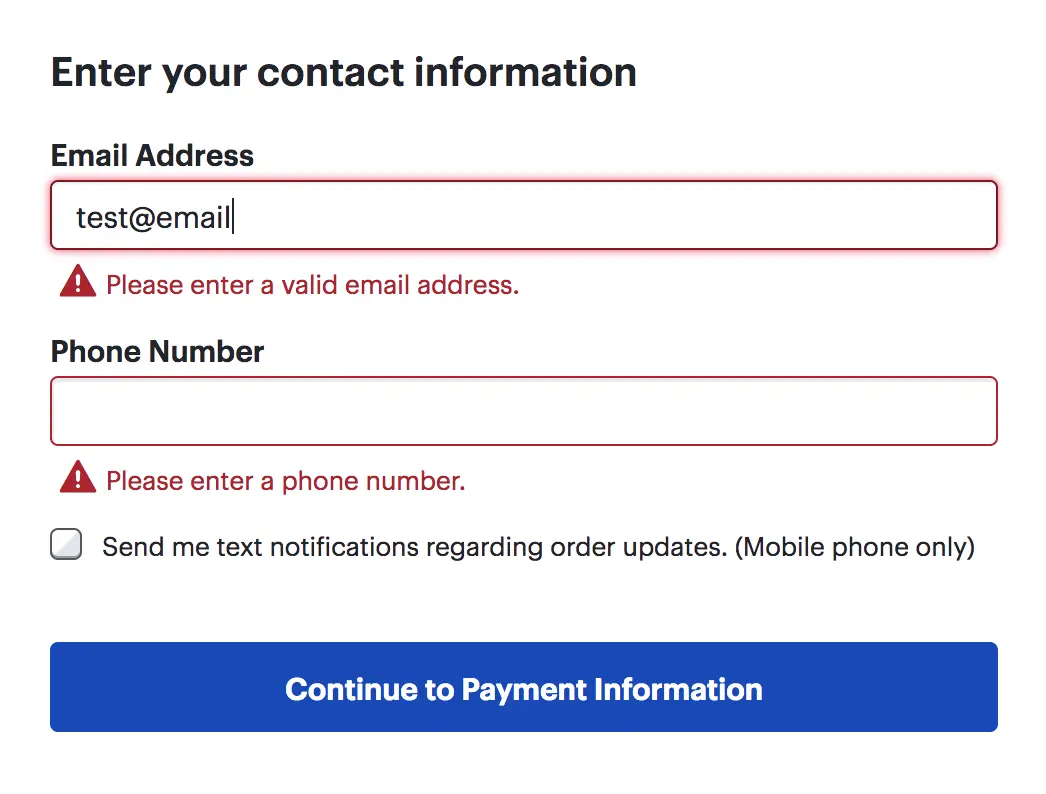 Enter your contact information
Email Address
test@email
Please enter a valid email address.
Phone Number
Please enter a phone number.
Send me text notifications regarding order updates. (Mobile phone only)
Continue to Payment Information